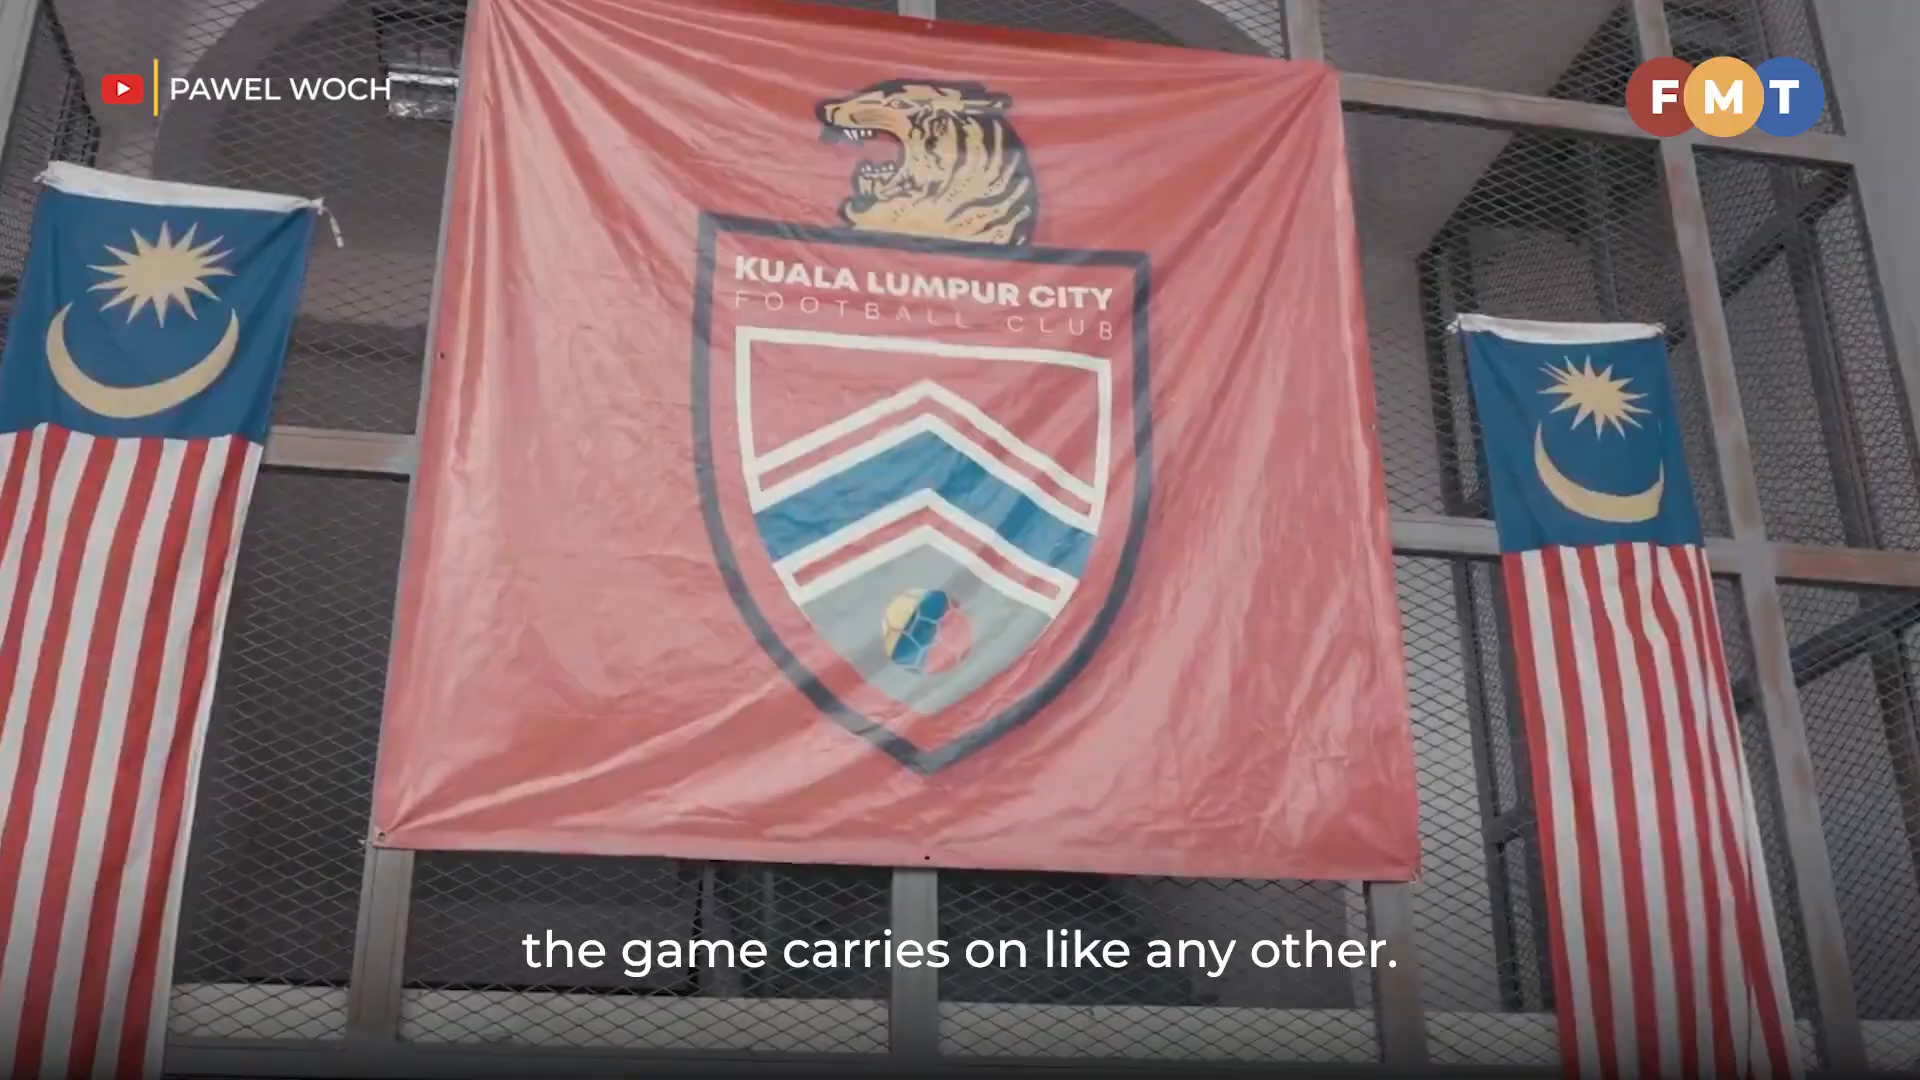 PAWEL WOCH
FMT
KUALA LUMPUR CITY
FOOTBALL CLUB
the game carries on like any other.